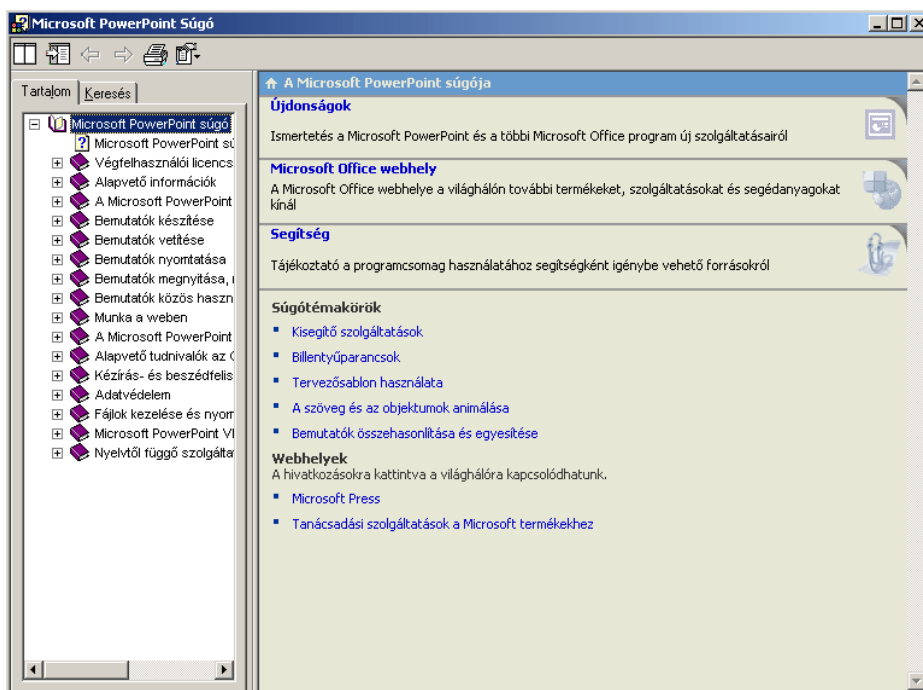 Microsoft PowerPoint Súgó
Tartalom
Keresés
Microsoft PowerPoint súgó
Microsoft PowerPoint sú
Végfelhasználói licencs
Alapvető információk
A Microsoft PowerPoint
Bemutatók készítése
Bemutatók vetítése
Bemutatók nyomtatása
Bemutatók megnyitása,
Bemutatók közös haszn
Munka a weben
A Microsoft PowerPoint
Alapvető tudnivalók az
Kézírás- és beszédfelis
Adatvédelem
Fájlok kezelése és nyom
Microsoft PowerPoint
Nyelvtől függő szolgálta
A Microsoft PowerPoint súgója
Újdonságok
Ismertetés a Microsoft PowerPoint és a többi Microsoft Office program új szolgáltatásairól
Microsoft Office webhely
A Microsoft Office webhelye a világhálón további termékeket, szolgáltatásokat és segédanyagokat
kínál
Segítség
Tájékoztató a programcsomag használatához segítségként igénybe vehető forrásokról
Súgótémakörök
Kisegítő szolgáltatások
Billentyűparancsok
Tervezősablon használata
A szöveg és az objektumok animálása
Bemutatók összehasonlítása és egyesítése
Webhelyek
A hivatkozásokra kattintva a világhálóra kapcsolódhatunk.
Microsoft Press
Tanácsadási szolgáltatások a Microsoft termékekhez